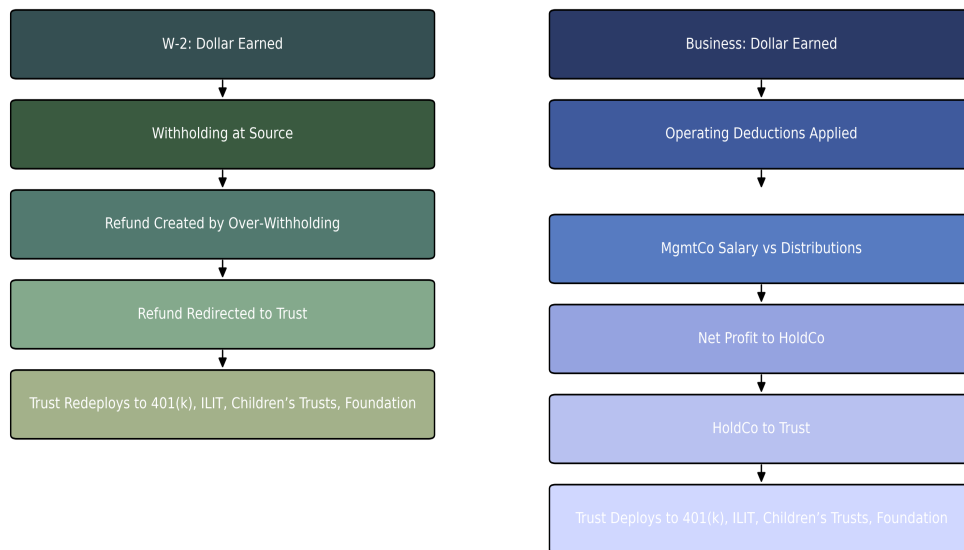 W-2: Dollar Earned
Withholding at Source
Refund Created by Over-Withholding
Refund Redirected to Trust
Trust Redeploys to 401(k), ILIT, Children’s Trusts, Foundation
Business: Dollar Earned
Operating Deductions Applied
MgmtCo Salary vs Distributions
Net Profit to HoldCo
HoldCo to Trust
Trust Deploys to 401(k), ILIT, Children’s Trusts, Foundation